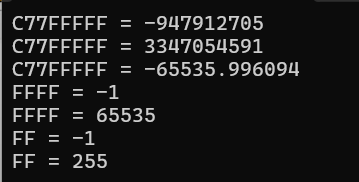 C77FFFFF = -947912705
C77FFFFF = 3347054591
C77FFFFF = -65535.996094
FFFF = -1
FFFF = 65535
FF = -1
FF = 255